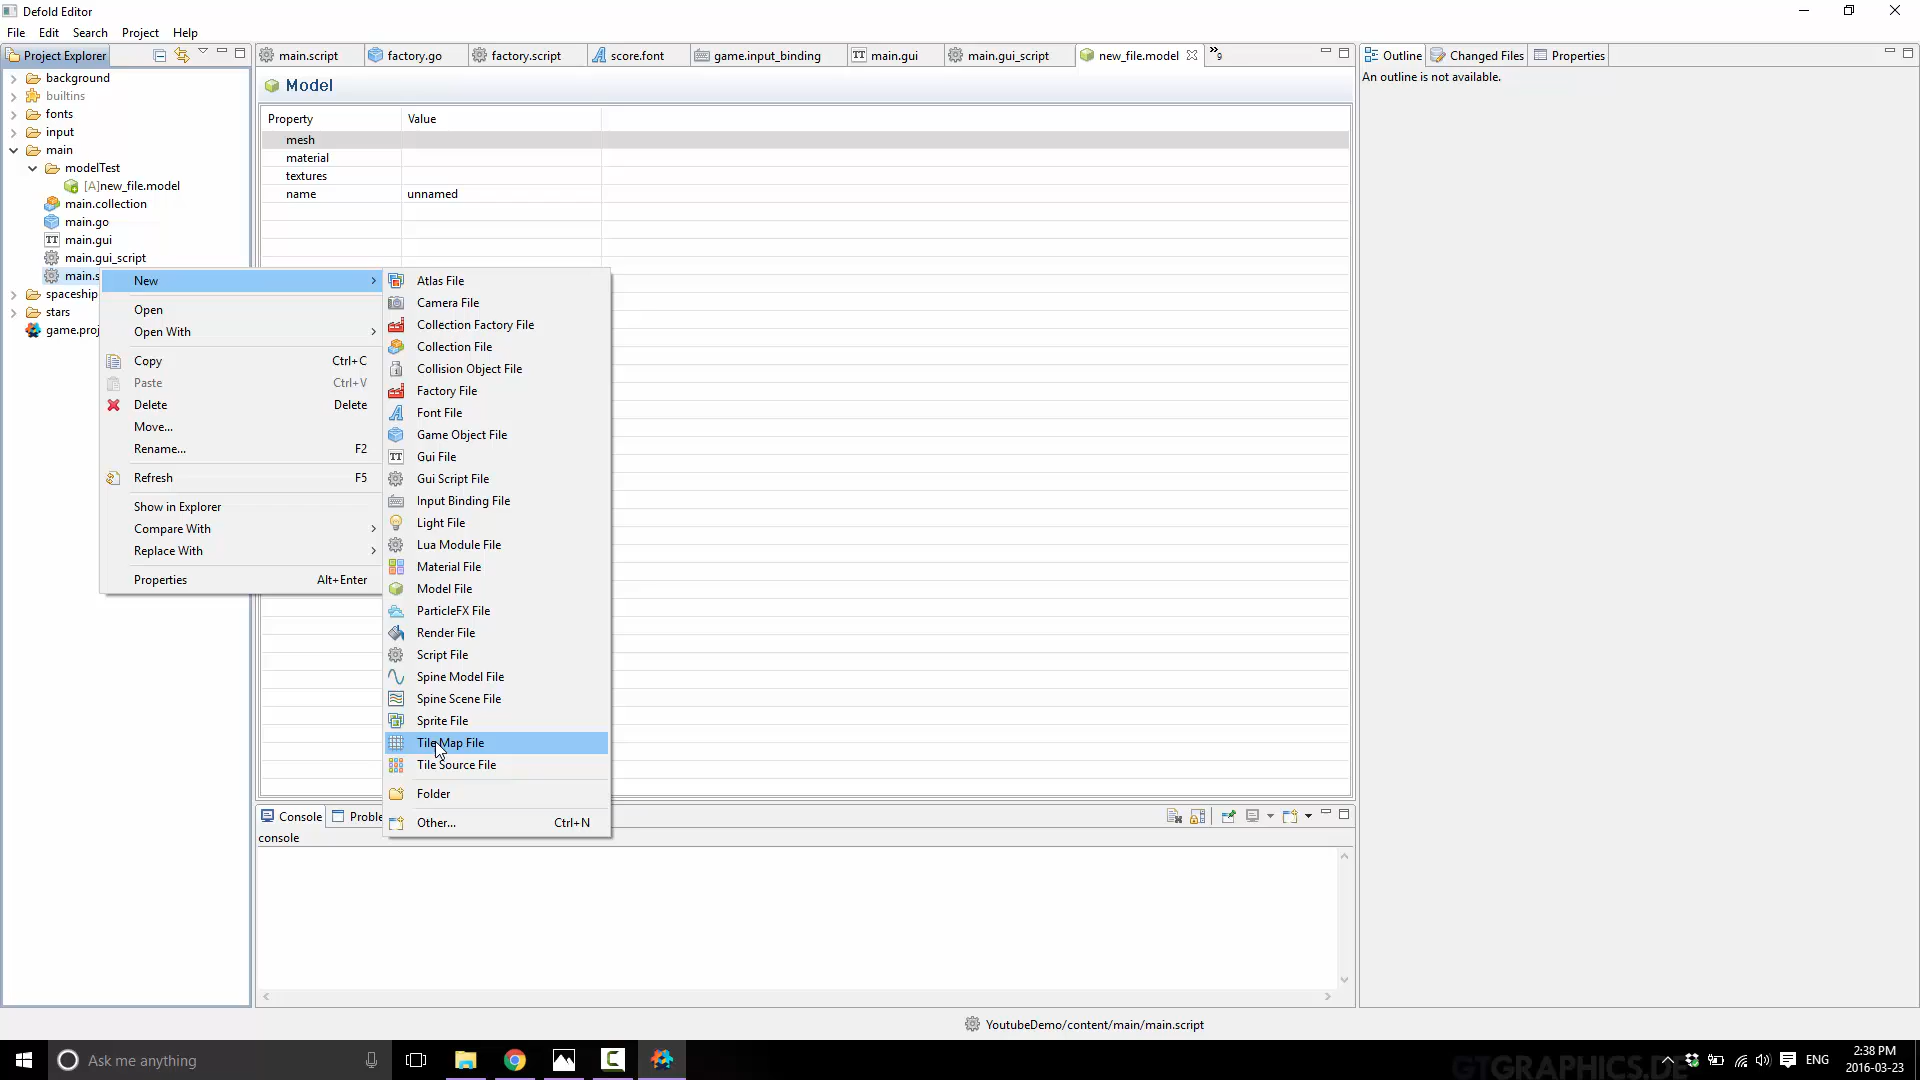 Defold Editor
File Edit Search Project Help
Project Explorer
main.script factory.go factory.script score.font game.input_binding main.gui main.gui_script new_file.model 9
Outline Changed Files Properties
background
builtins
fonts
input
main
modelTest
[A]new_file.model
main.collection
main.go
main.gui
main.gui_script
main.s
spaceship
stars
game.proj
Model
Property Value
mesh
material
textures
name unnamed
An outline is not available.
New
Open
Open With
Copy Ctrl+C
Paste Ctrl+V
Delete Delete
Move...
Rename... F2
Refresh F5
Show in Explorer
Compare With
Replace With
Properties Alt+Enter
Atlas File
Camera File
Collection Factory File
Collection File
Collision Object File
Factory File
Font File
Game Object File
Gui File
Gui Script File
Input Binding File
Light File
Lua Module File
Material File
Model File
ParticleFX File
Render File
Script File
Spine Model File
Spine Scene File
Sprite File
Tile Map File
Tile Source File
Folder
Other... Ctrl+N
Console Proble
console
YoutubeDemo/content/main/main.script
Ask me anything
GTGRAPHICS.DE
ENG
2:38 PM
2016-03-23